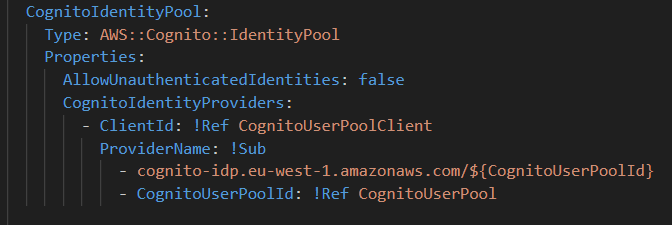 CognitoIdentityPool:
Type: AWS::Cognito::IdentityPool
Properties:
AllowUnauthenticatedIdentities: false
CognitoIdentityProviders:
- ClientId: !Ref CognitoUserPoolClient
ProviderName: !Sub
- cognito-idp.eu-west-1.amazonaws.com/${CognitoUserPoolId}
- CognitoUserPoolId: !Ref CognitoUserPool